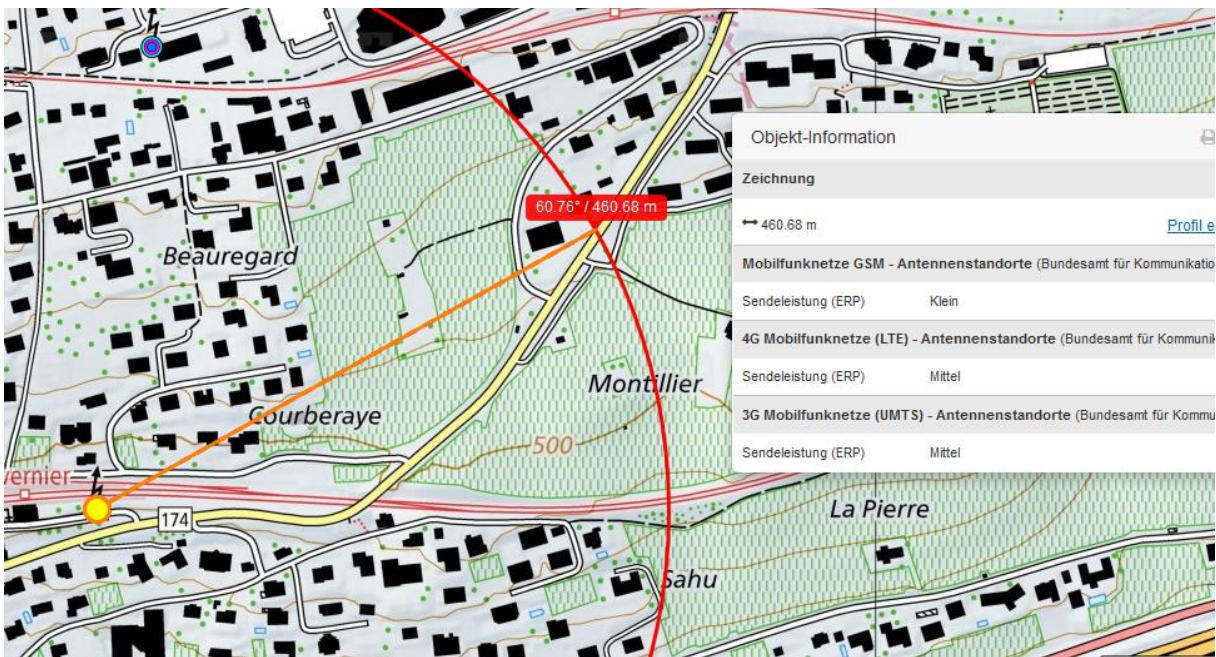 60.76° / 460.68 m
Beauregard
Montillier
Courberaye
500
vernier
174
La Pierre
Sahu
Objekt-Information
Zeichnung
460.68 m
Profil e
Mobilfunknetze GSM - Antennenstandorte (Bundesamt für Kommunikatio
Sendeleistung (ERP) Klein
4G Mobilfunknetze (LTE) - Antennenstandorte (Bundesamt für Kommunik
Sendeleistung (ERP) Mittel
3G Mobilfunknetze (UMTS) - Antennenstandorte (Bundesamt für Kommu
Sendeleistung (ERP) Mittel